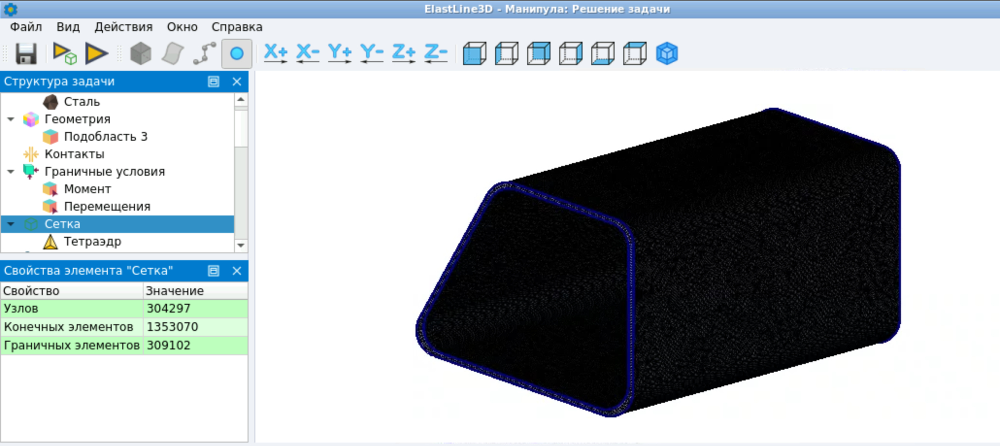 ElastLine3D - Манипула: Решение задачи
Файл Вид Действия Окно Справка
X+ X- Y+ Y- Z+ Z-
Структура задачи
Сталь
Геометрия
Подобласть 3
Контакты
Граничные условия
Момент
Перемещения
Сетка
Тетраэдр
Свойства элемента "Сетка"
Свойство Значение
Узлов 304297
Конечных элементов 1353070
Граничных элементов 309102